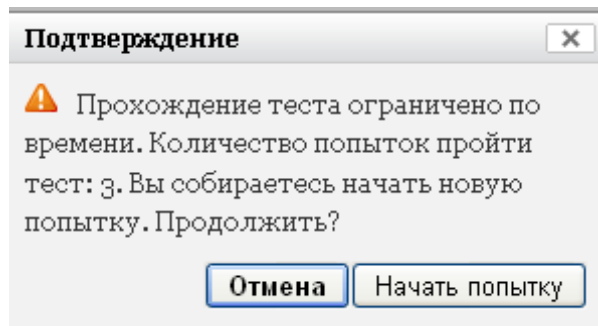 Подтверждение
Прохождение теста ограничено по
времени. Количество попыток пройти
тест: 3. Вы собираетесь начать новую
попытку. Продолжить?
Отмена
Начать попытку